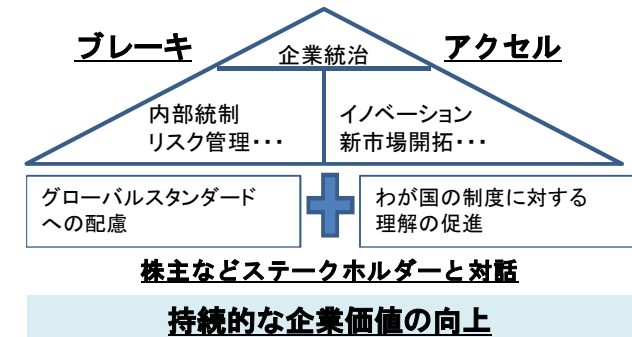 ブレーキ
アクセル
企業統治
内部統制
リスク管理・・・
イノベーション
新市場開拓・・・
グローバルスタンダード
への配慮
わが国の制度に対する
理解の促進
株主などステークホルダーと対話
持続的な企業価値の向上